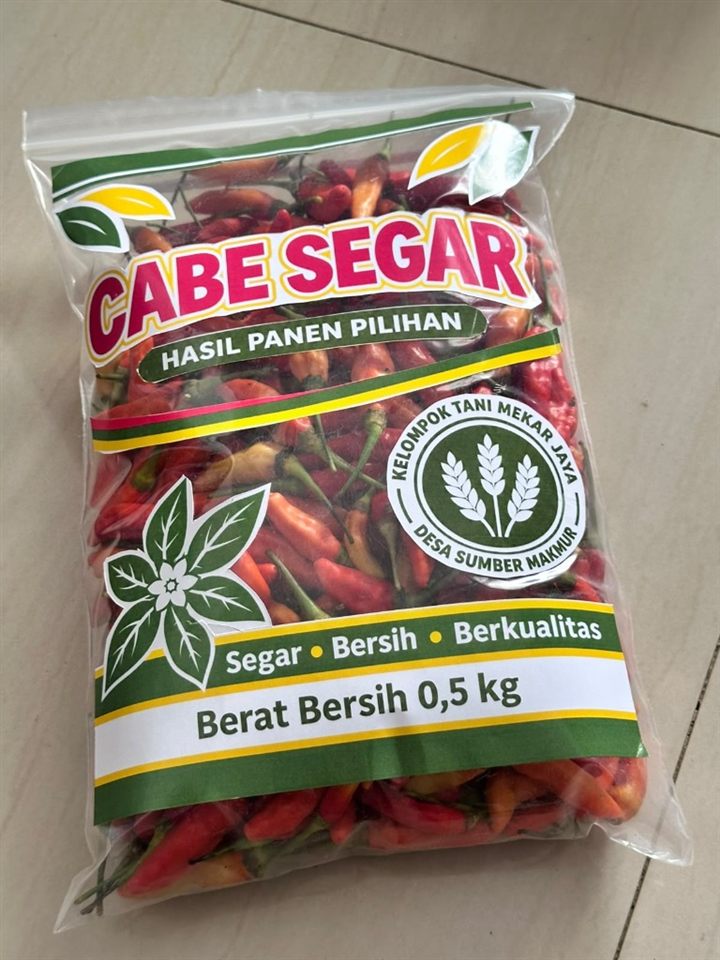 CABE SEGAR
HASIL PANEN PILIHAN
KELOMPOK TANI MEKAR JAYA
DESA SUMBER MAKMUR
Segar • Bersih • Berkualitas
Berat Bersih 0,5 kg